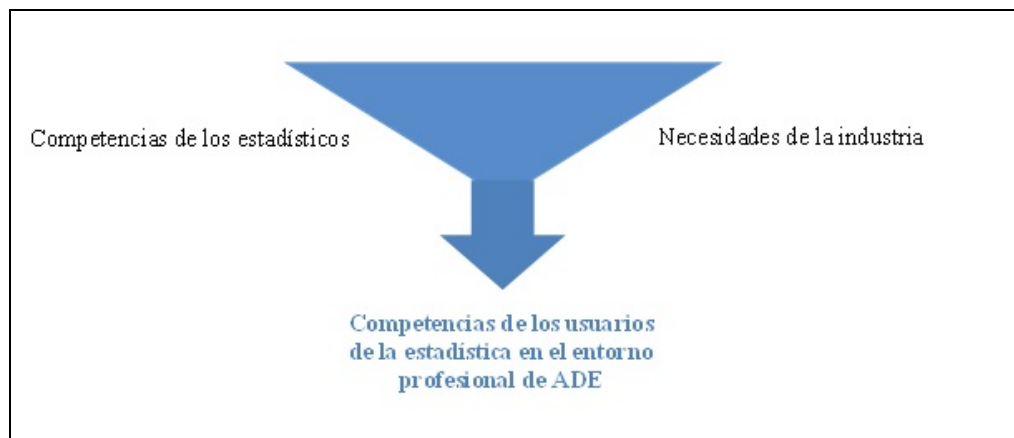 Competencias de los estadísticos
Necesidades de la industria
Competencias de los usuarios
de la estadística en el entorno
profesional de ADE